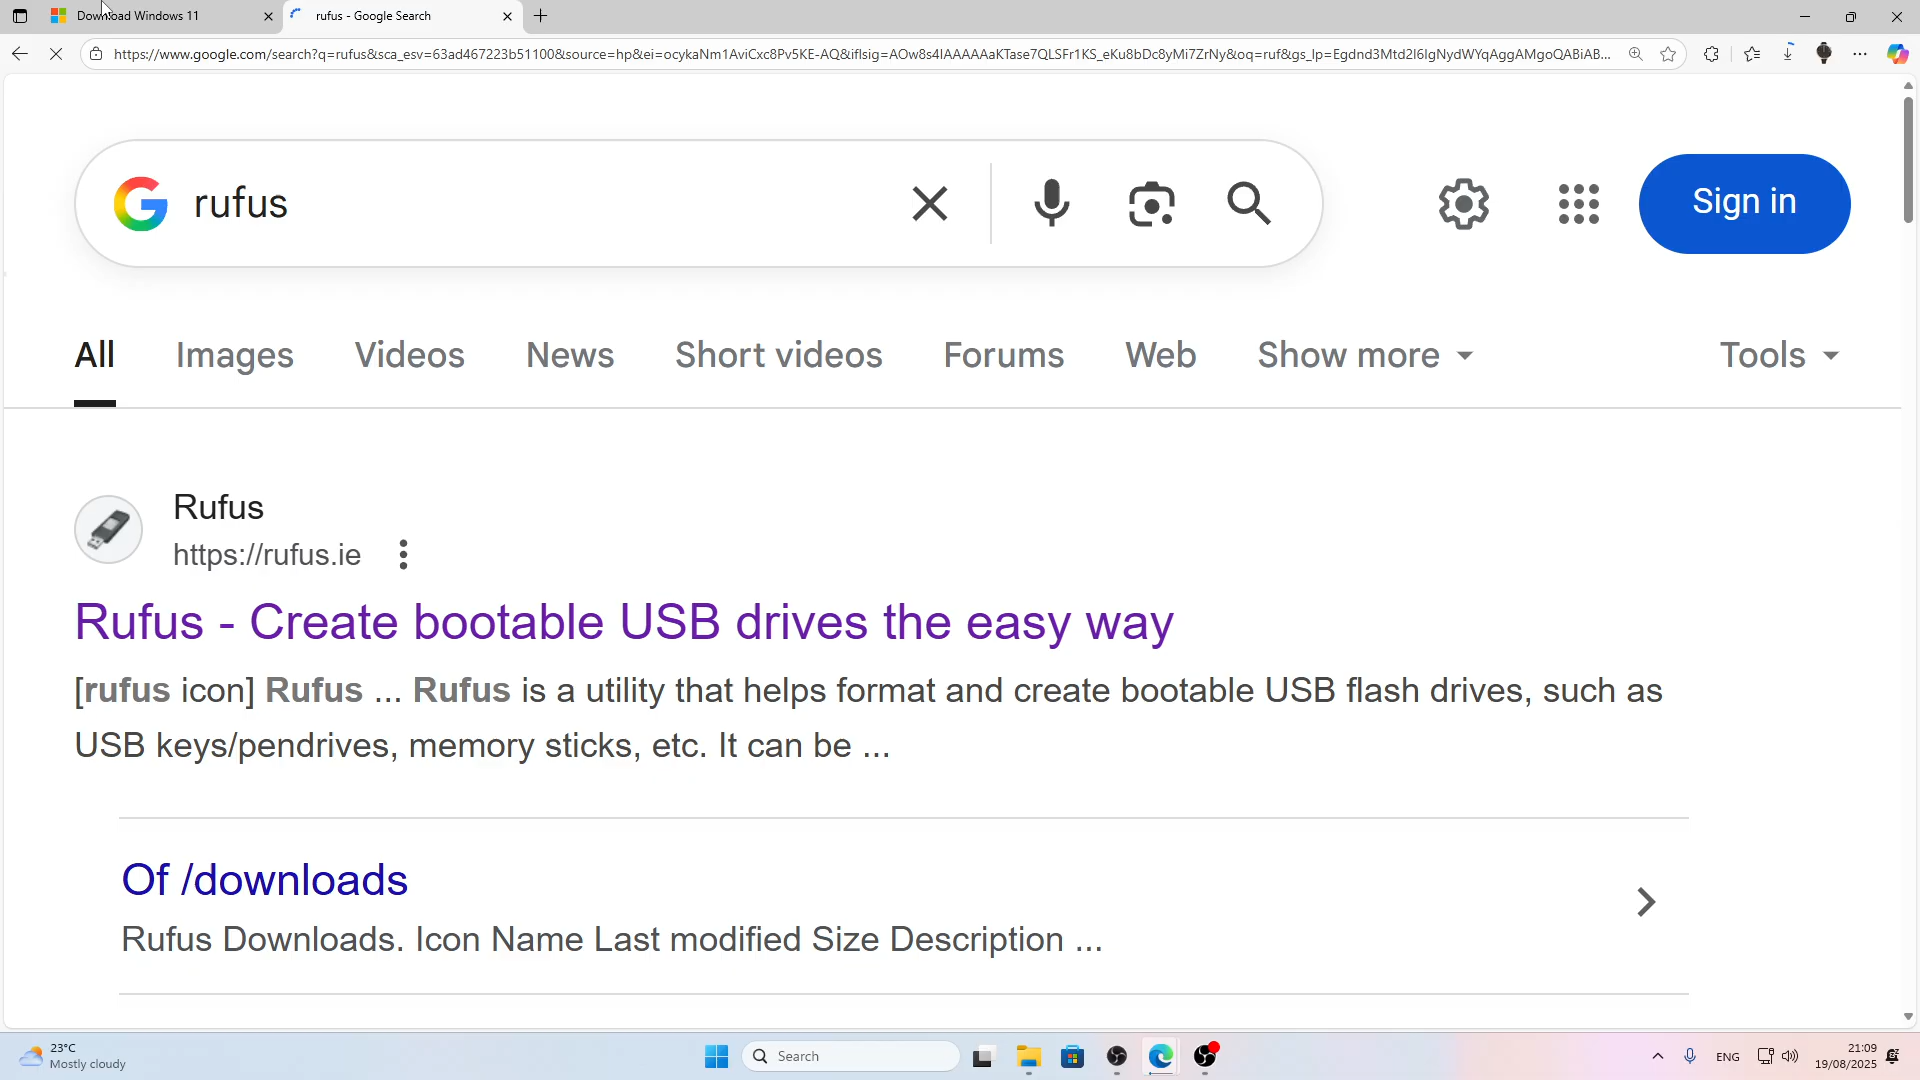 Download Windows 11
rufus - Google Search
https://www.google.com/search?q=rufus&sca_esv=63ad467223b51100&source=hp&ei=ocykaNm1AviCxc8Pv5KE-AQ&iflsig=AOw8s4IAAAAAaKTase7QLSFr1KS_eKu8bDc8yMi7ZrNy&oq=ruf&gs_lp=Egdnd3Mtd2l6IgNydWYqAggAMgoQABiAB...
rufus
Sign in
All
Images
Videos
News
Short videos
Forums
Web
Show more
Tools
Rufus
https://rufus.ie
Rufus - Create bootable USB drives the easy way
[rufus icon] Rufus ... Rufus is a utility that helps format and create bootable USB flash drives, such as
USB keys/pendrives, memory sticks, etc. It can be ...
Of /downloads
Rufus Downloads. Icon Name Last modified Size Description ...
23°C
Mostly cloudy
Search
ENG
21:09
19/08/2025